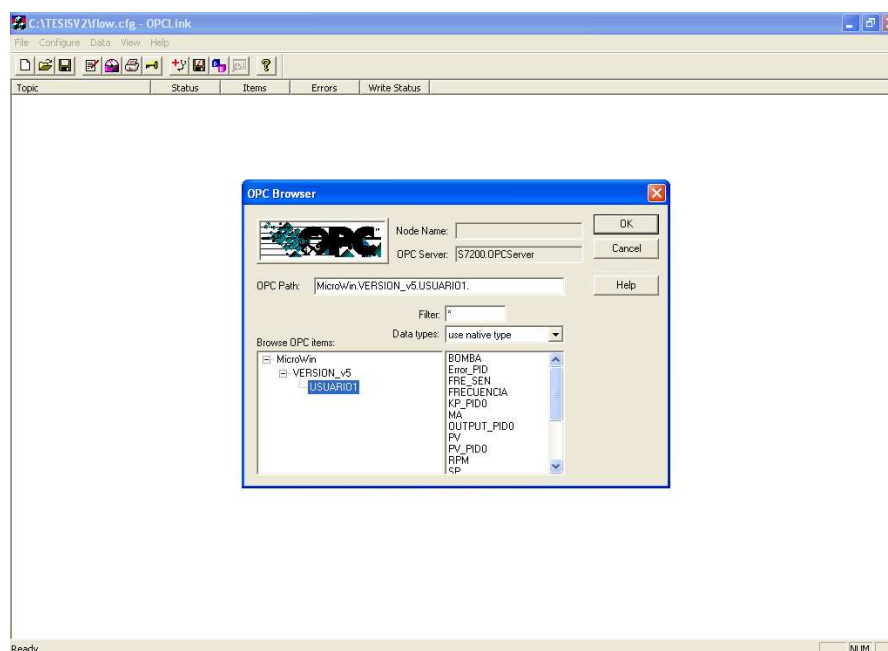 C:\TESISV2\flow.cfg - OPCLink
File Configure Data View Help
Topic Status Items Errors Write Status
OPC Browser
OPC
Node Name:
OK
OPC Server: S7200.OPCServer
Cancel
OPC Path: MicroWin.VERSION_v5.USUARIO1.
Help
Filter: *
Data types: use native type
Browse OPC items:
MicroWin
VERSION_v5
USUARIO1
BOMBA
Error_PID
FRE_SEN
FRECUENCIA
KP_PID0
MA
OUTPUT_PID0
PV
PV_PID0
RPM
SP
Ready NUM